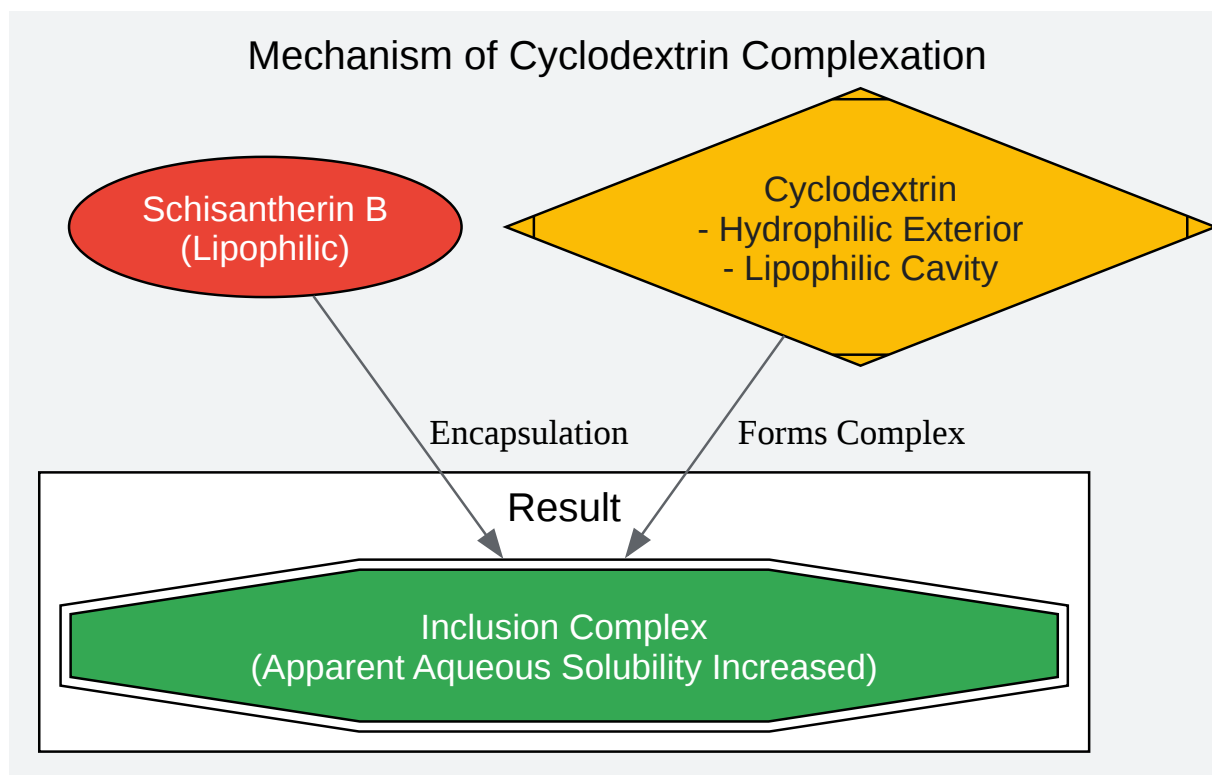 Mechanism of Cyclodextrin Complexation
Schisantherin B
(Lipophilic)
Cyclodextrin
- Hydrophilic Exterior
- Lipophilic Cavity
Encapsulation
Forms Complex
Result
Inclusion Complex
(Apparent Aqueous Solubility Increased)